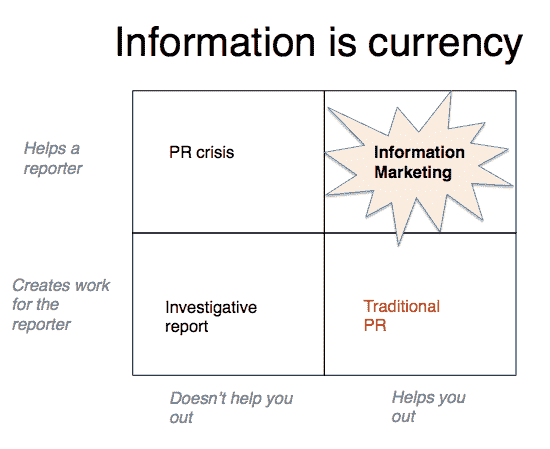 Information is currency
Helps a
reporter
PR crisis
Information
Marketing
Creates work
for the
reporter
Investigative
report
Traditional
PR
Doesn't help you
out
Helps you
out